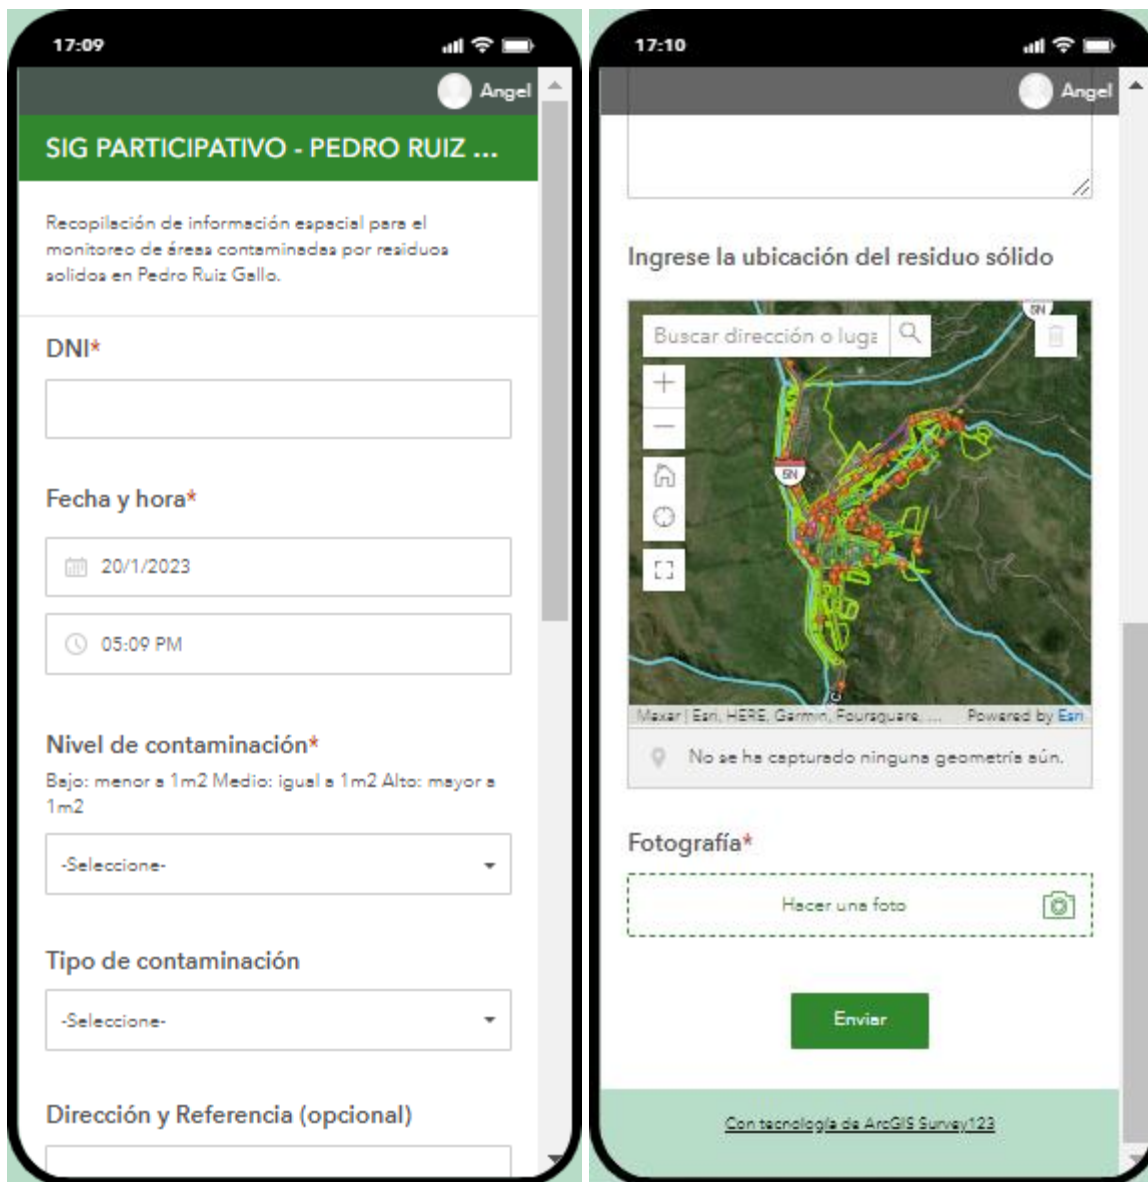 17:09
Angel
SIG PARTICIPATIVO - PEDRO RUIZ ...
Recopilación de información espacial para el
monitoreo de áreas contaminadas por residuos
solidos en Pedro Ruiz Gallo.
DNI*
Fecha y hora*
20/1/2023
05:09 PM
Nivel de contaminación*
Bajo: menor a 1m2 Medio: igual a 1m2 Alto: mayor a
1m2
-Seleccione-
Tipo de contaminación
-Seleccione-
Dirección y Referencia (opcional)
17:10
Angel
Ingrese la ubicación del residuo sólido
5N
Buscar dirección o luga
5N
Maxar | Esri, HERE, Garmin, Foursquare, ... Powered by Esri
No se ha capturado ninguna geometría aún.
Fotografía*
Hacer una foto
Enviar
Con tecnología de ArcGIS Survey123